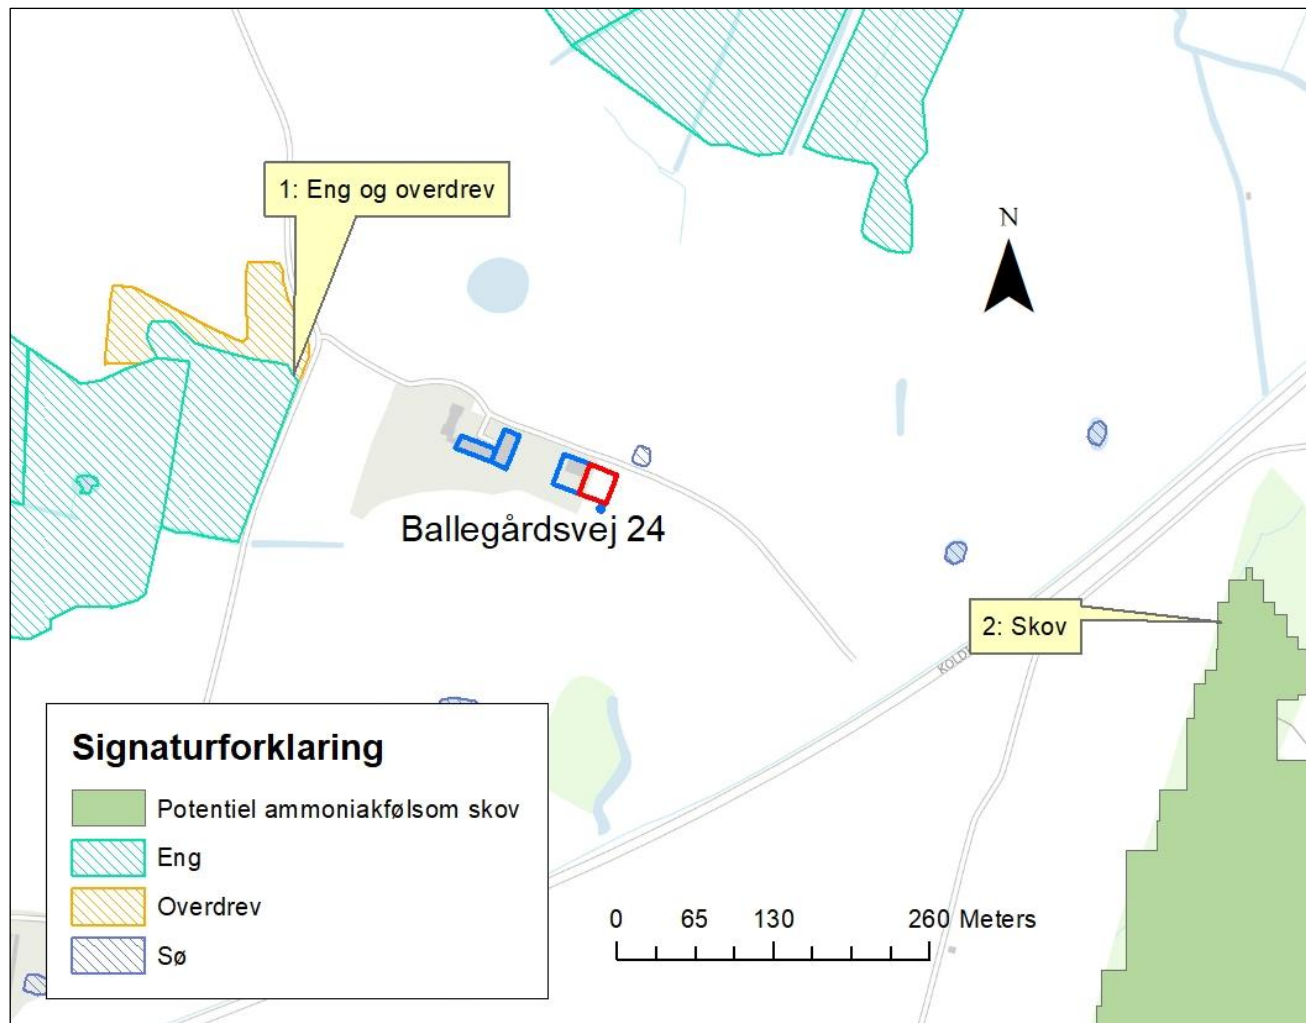 1: Eng og overdrev
N
Ballegårdsvej 24
2: Skov
Signaturforklaring
Potentiel ammoniakfølsom skov
Eng
Overdrev
Sø
0 65 130 260 Meters